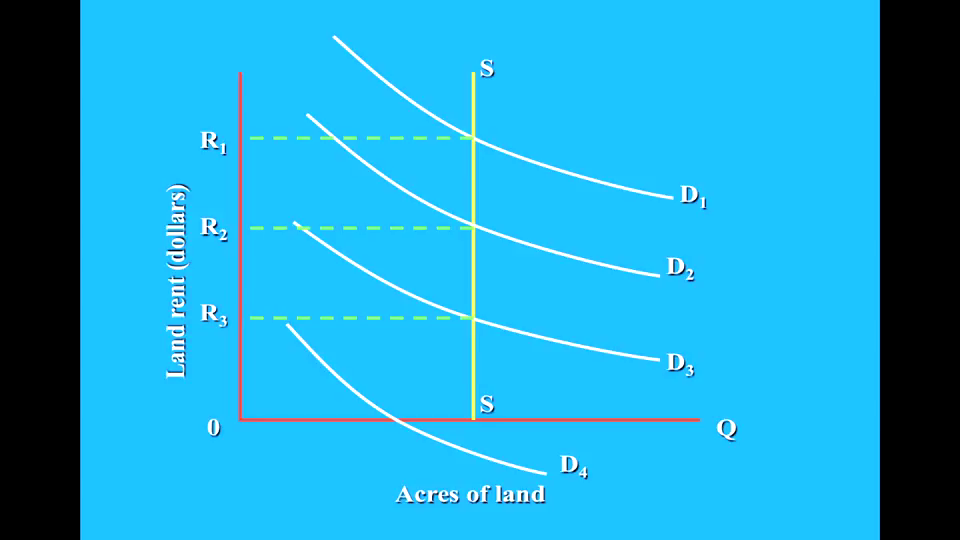 S
R1
D1
R2
D2
R3
D3
Land rent (dollars)
S
0
Q
D4
Acres of land